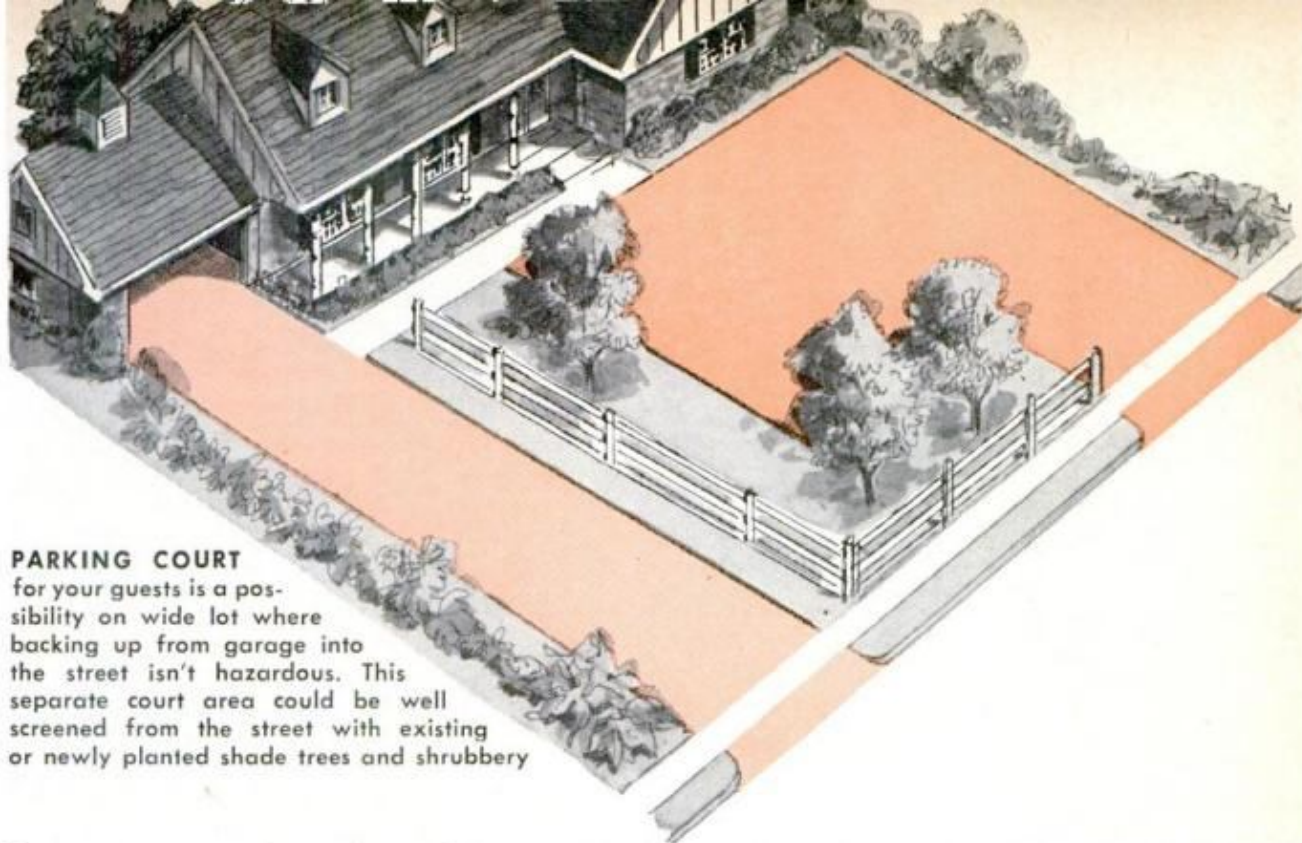 PARKING COURT
for your guests is a pos-
sibility on wide lot where
backing up from garage into
the street isn't hazardous. This
separate court area could be well
screened from the street with existing
or newly planted shade trees and shrubbery